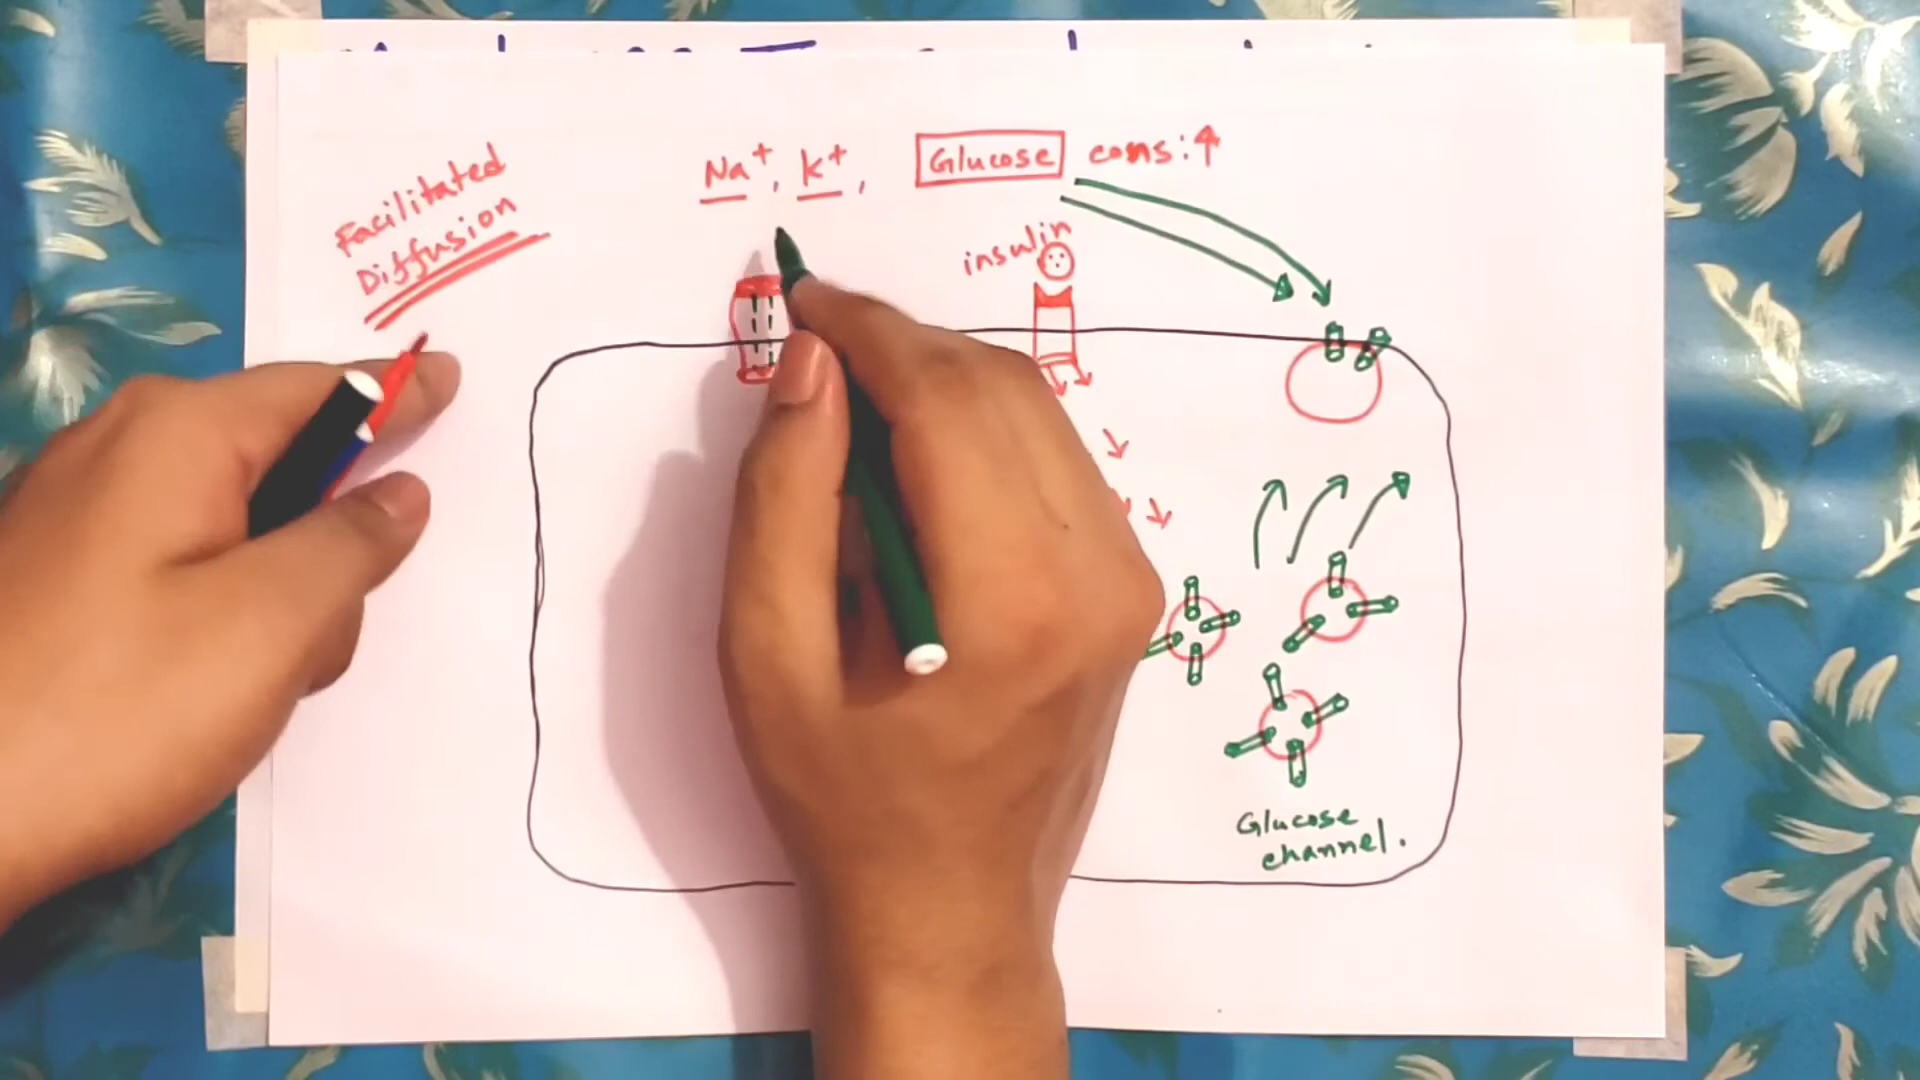 Facilitated
Diffusion
Na+, K+, Glucose cons:↑
insulin
Glucose
channel.